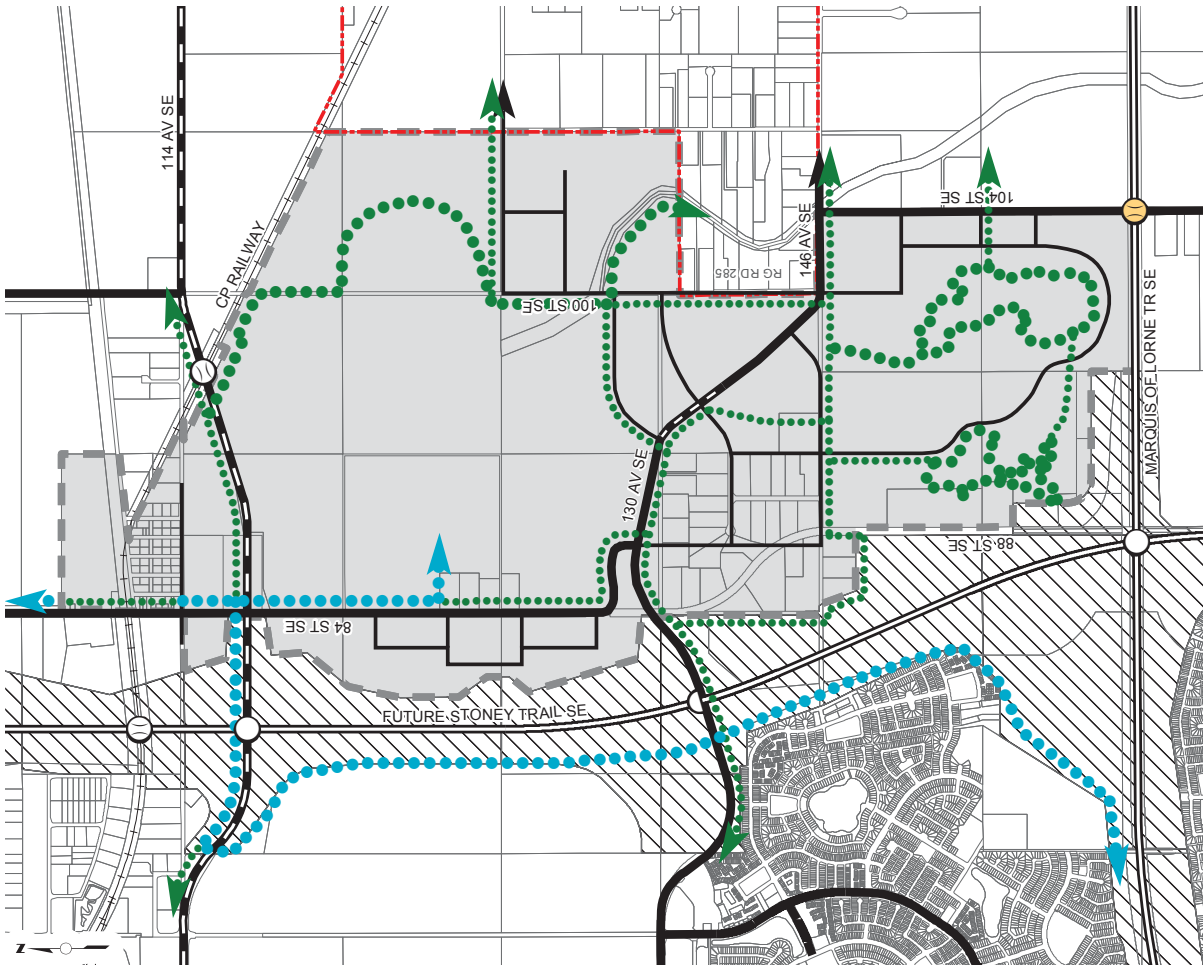 114 AV SE
CP RAILWAY
104 ST SE
146 AV SE
RG RD 285
100 ST SE
MARQUIS OF LORNE TR SE
130 AV SE
88 ST SE
84 ST SE
FUTURE STONEY TRAIL SE
N